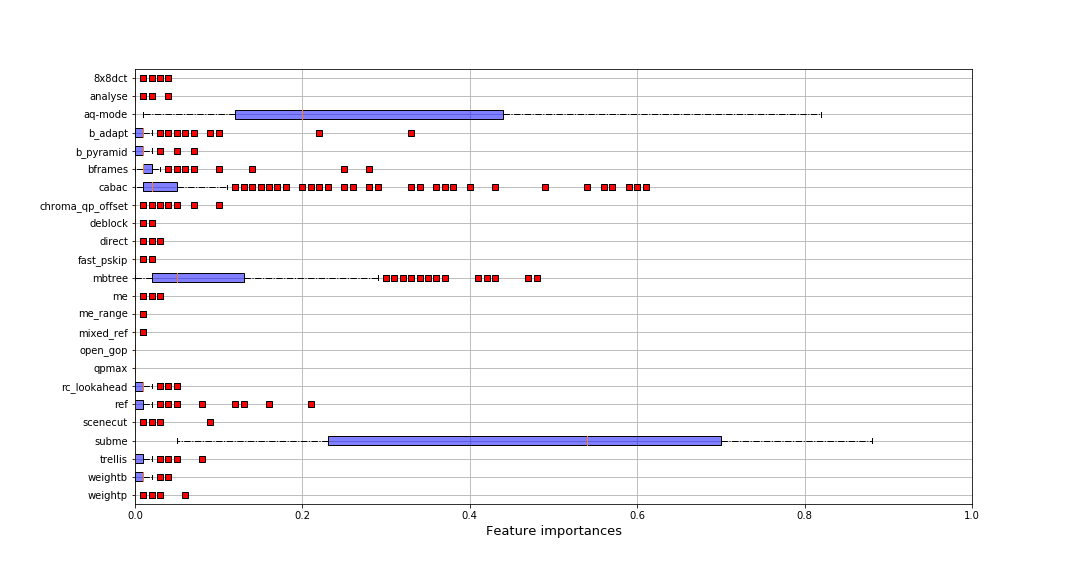 8x8dct
analyse
aq-mode
b_adapt
b_pyramid
bframes
cabac
chroma_qp_offset
deblock
direct
fast_pskip
mbtree
me
me_range
mixed_ref
open_gop
qpmax
rc_lookahead
ref
scenecut
subme
trellis
weightb
weightp
0.0 0.2 0.4 0.6 0.8 1.0
Feature importances